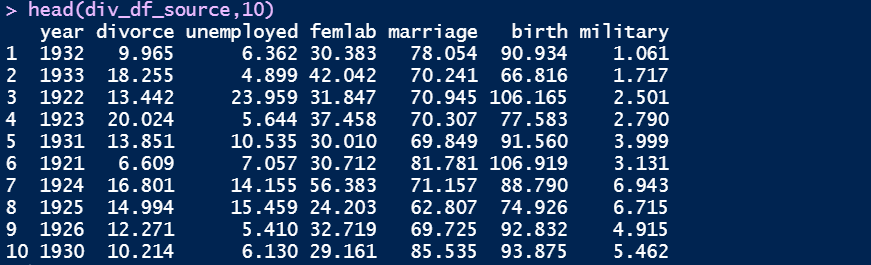 > head(div_df_source,10)
year divorce unemployed femlab marriage birth military
1 1932 9.965 6.362 30.383 78.054 90.934 1.061
2 1933 18.255 4.899 42.042 70.241 66.816 1.717
3 1922 13.442 23.959 31.847 70.945 106.165 2.501
4 1923 20.024 5.644 37.458 70.307 77.583 2.790
5 1931 13.851 10.535 30.010 69.849 91.560 3.999
6 1921 6.609 7.057 30.712 81.781 106.919 3.131
7 1924 16.801 14.155 56.383 71.157 88.790 6.943
8 1925 14.994 15.459 24.203 62.807 74.926 6.715
9 1926 12.271 5.410 32.719 69.725 92.832 4.915
10 1930 10.214 6.130 29.161 85.535 93.875 5.462